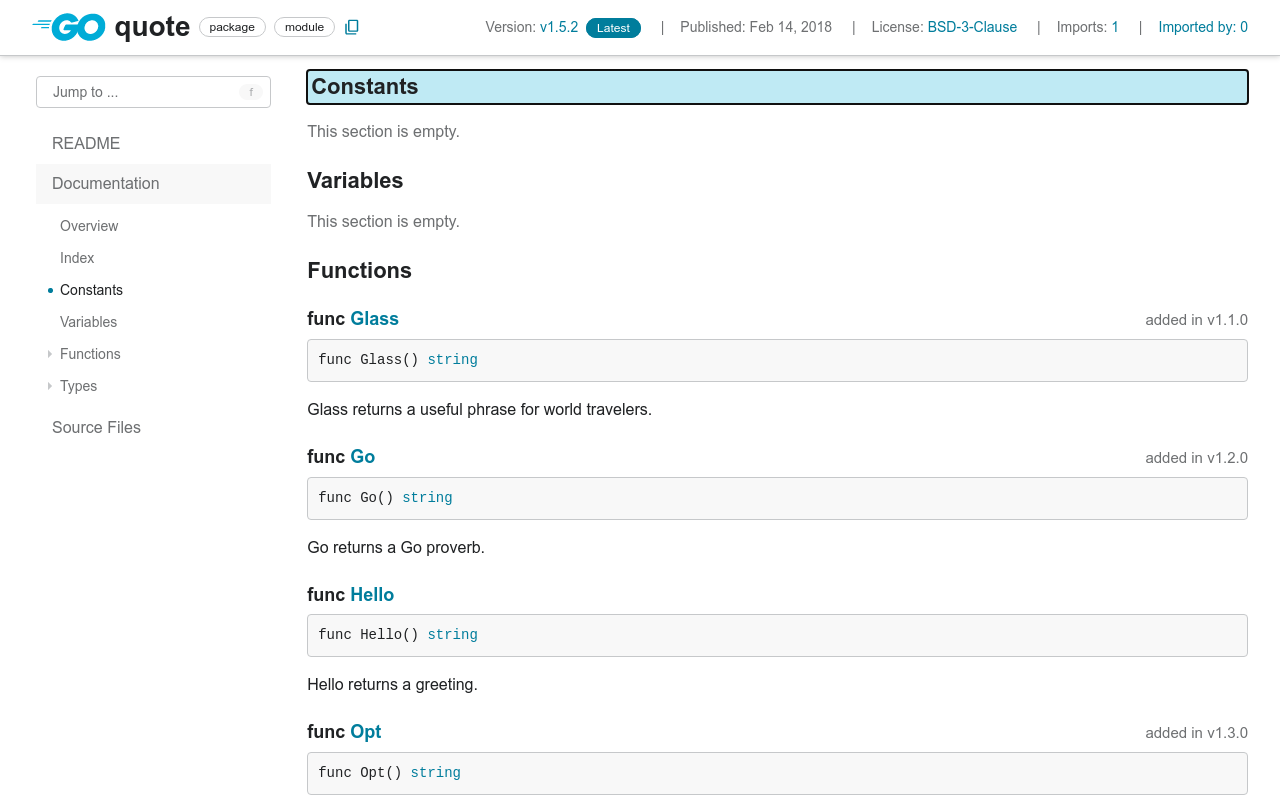 GO quote package module Version: v1.5.2 Latest | Published: Feb 14, 2018 | License: BSD-3-Clause | Imports: 1 | Imported by: 0
Jump to ... f
README
Documentation
Overview
Index
Constants
Variables
Functions
Types
Source Files
Constants
This section is empty.
Variables
This section is empty.
Functions
func Glass added in v1.1.0
func Glass() string
Glass returns a useful phrase for world travelers.
func Go added in v1.2.0
func Go() string
Go returns a Go proverb.
func Hello
func Hello() string
Hello returns a greeting.
func Opt added in v1.3.0
func Opt() string